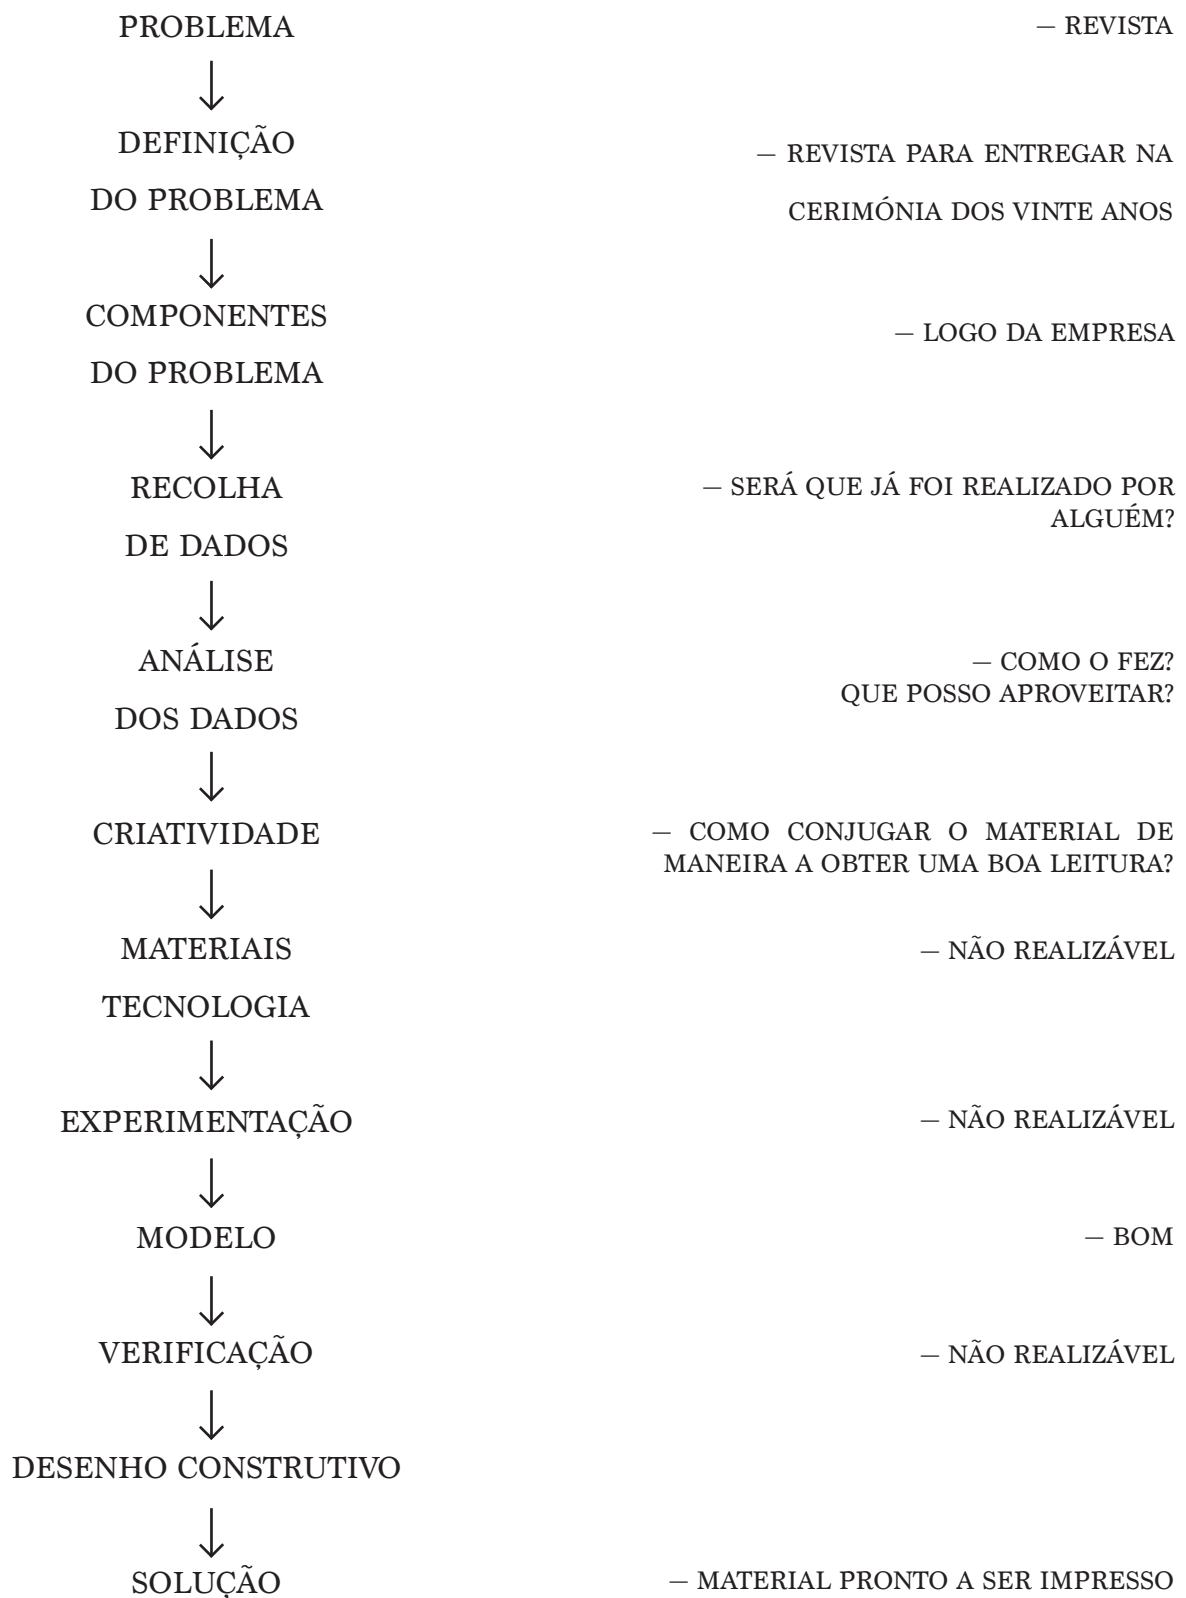 PROBLEMA
— REVISTA
DEFINIÇÃO
— REVISTA PARA ENTREGAR NA
DO PROBLEMA
CERIMÓNIA DOS VINTE ANOS
COMPONENTES
— LOGO DA EMPRESA
DO PROBLEMA
RECOLHA
— SERÁ QUE JÁ FOI REALIZADO POR
ALGUÉM?
DE DADOS
ANÁLISE
— COMO O FEZ?
QUE POSSO APROVEITAR?
DOS DADOS
CRIATIVIDADE
— COMO CONJUGAR O MATERIAL DE
MANEIRA A OBTER UMA BOA LEITURA?
MATERIAIS
— NÃO REALIZÁVEL
TECNOLOGIA
EXPERIMENTAÇÃO
— NÃO REALIZÁVEL
MODELO
— BOM
VERIFICAÇÃO
— NÃO REALIZÁVEL
DESENHO CONSTRUTIVO
SOLUÇÃO
— MATERIAL PRONTO A SER IMPRESSO